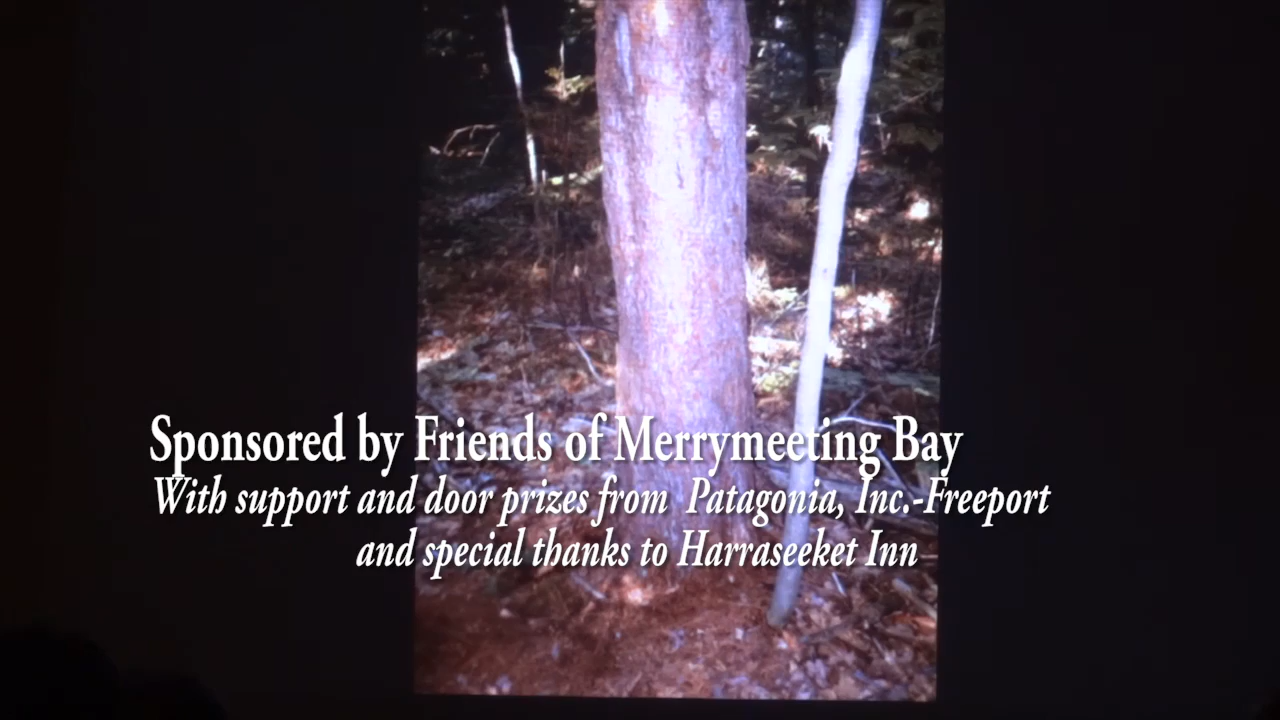 Sponsored by Friends of Merrymeeting Bay
With support and door prizes from Patagonia, Inc.-Freeport
and special thanks to Harraseeket Inn